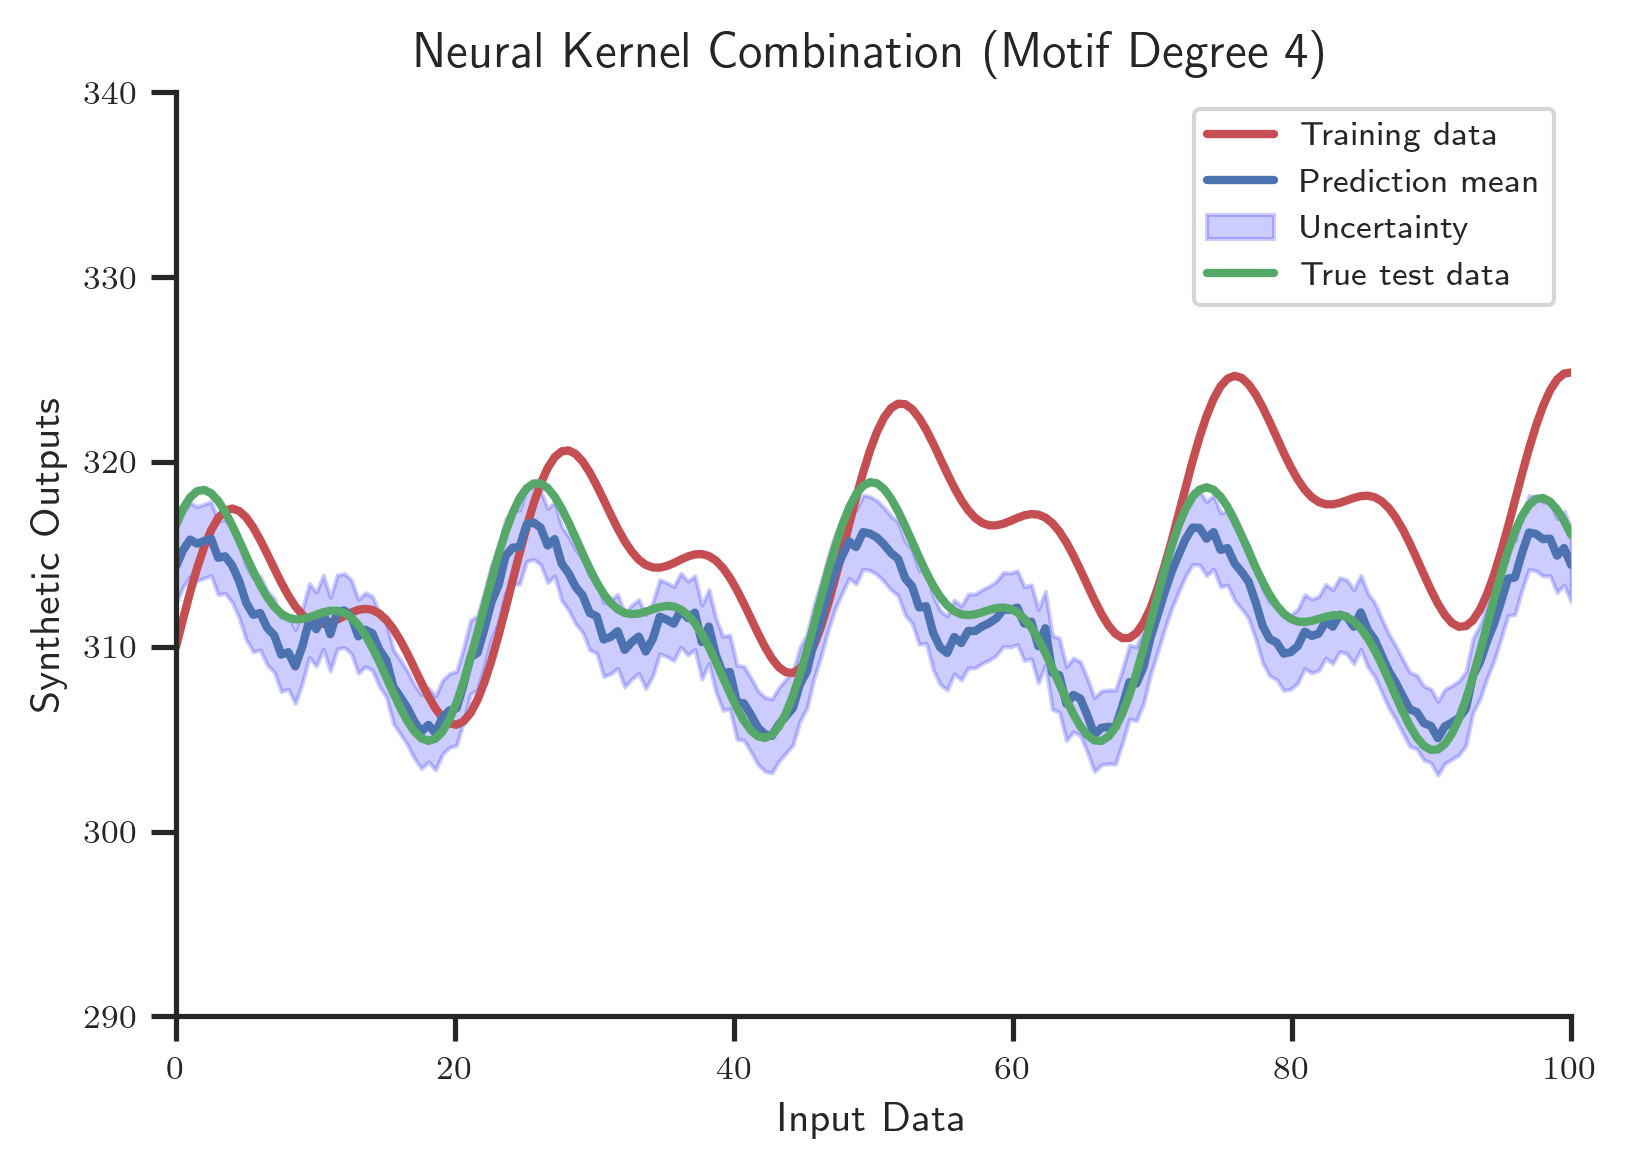 Neural Kernel Combination (Motif Degree 4)
340
330
320
310
300
290
Synthetic Outputs
Training data
Prediction mean
Uncertainty
True test data
0 20 40 60 80 100
Input Data